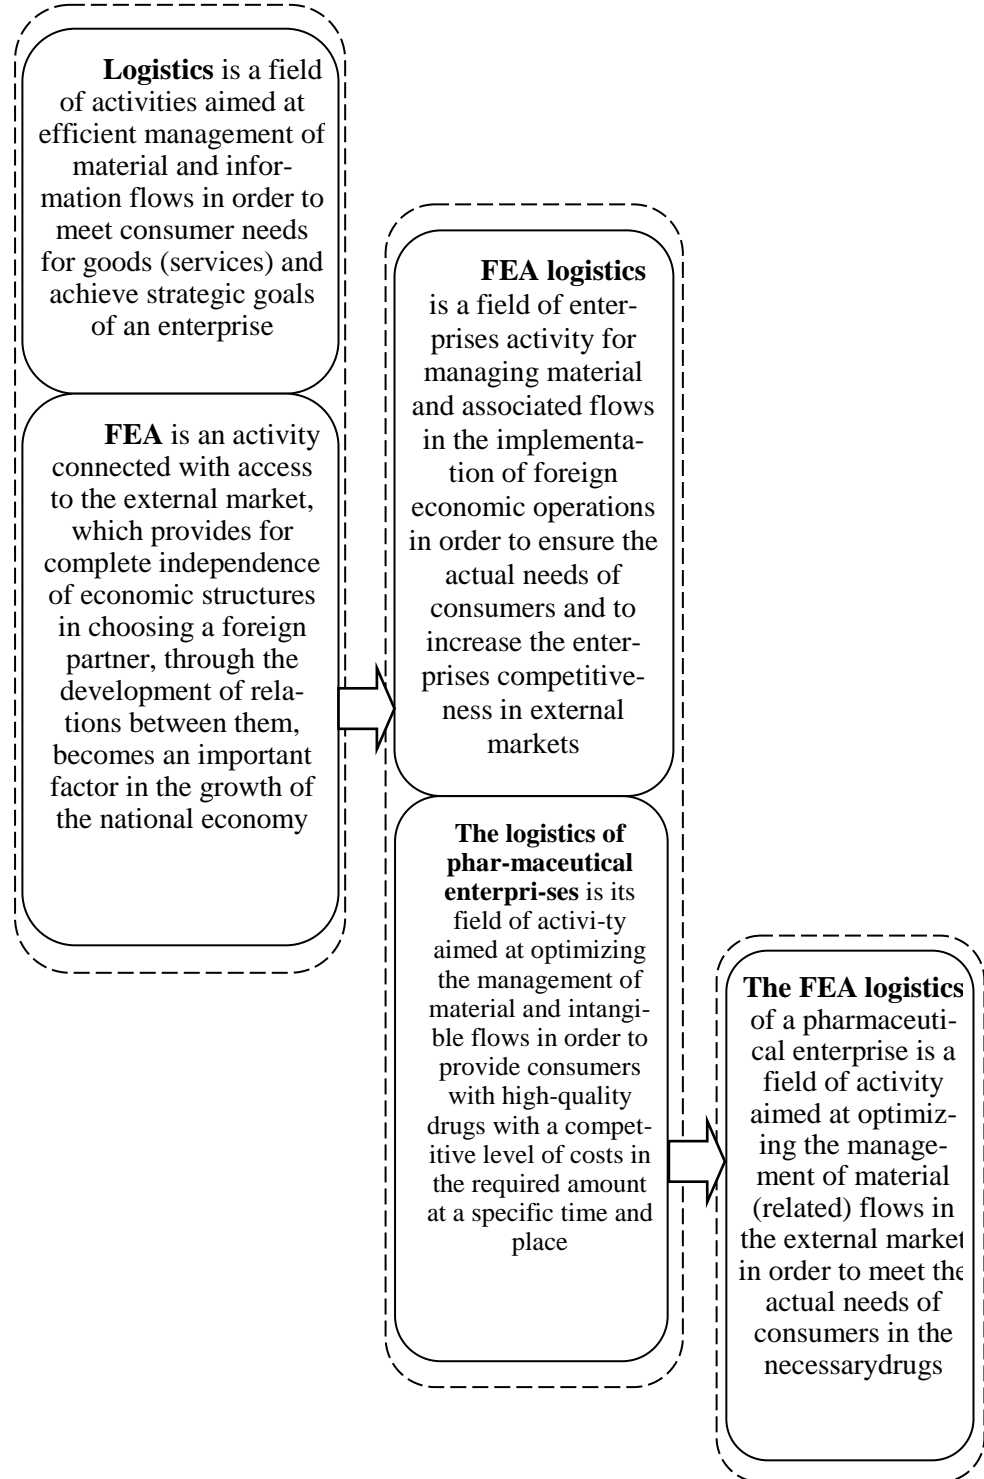 Logistics is a field
of activities aimed at
efficient management of
material and infor-
mation flows in order to
meet consumer needs
for goods (services) and
achieve strategic goals
of an enterprise
FEA is an activity
connected with access
to the external market,
which provides for
complete independence
of economic structures
in choosing a foreign
partner, through the
development of rela-
tions between them,
becomes an important
factor in the growth of
the national economy
FEA logistics
is a field of enter-
prises activity for
managing material
and associated flows
in the implementa-
tion of foreign
economic operations
in order to ensure the
actual needs of
consumers and to
increase the enter-
prises competitive-
ness in external
markets
The logistics of
phar-maceutical
enterpri-ses is its
field of activi-ty
aimed at optimizing
the management of
material and intangi-
ble flows in order to
provide consumers
with high-quality
drugs with a compet-
itive level of costs in
the required amount
at a specific time and
place
The FEA logistics
of a pharmaceuti-
cal enterprise is a
field of activity
aimed at optimiz-
ing the manage-
ment of material
(related) flows in
the external market
in order to meet the
actual needs of
consumers in the
necessarydrugs